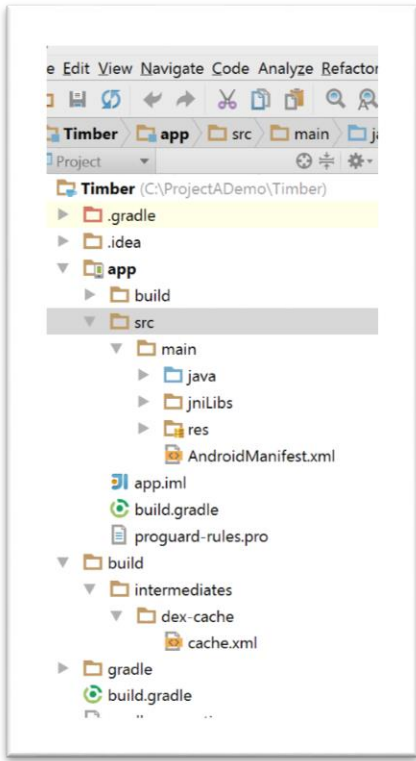 e Edit View Navigate Code Analyze Refactor
Timber app src main j
Project
Timber (C:\ProjectADemo\Timber)
.gradle
.idea
app
build
src
main
java
jniLibs
res
AndroidManifest.xml
app.iml
build.gradle
proguard-rules.pro
build
intermediates
dex-cache
cache.xml
gradle
build.gradle